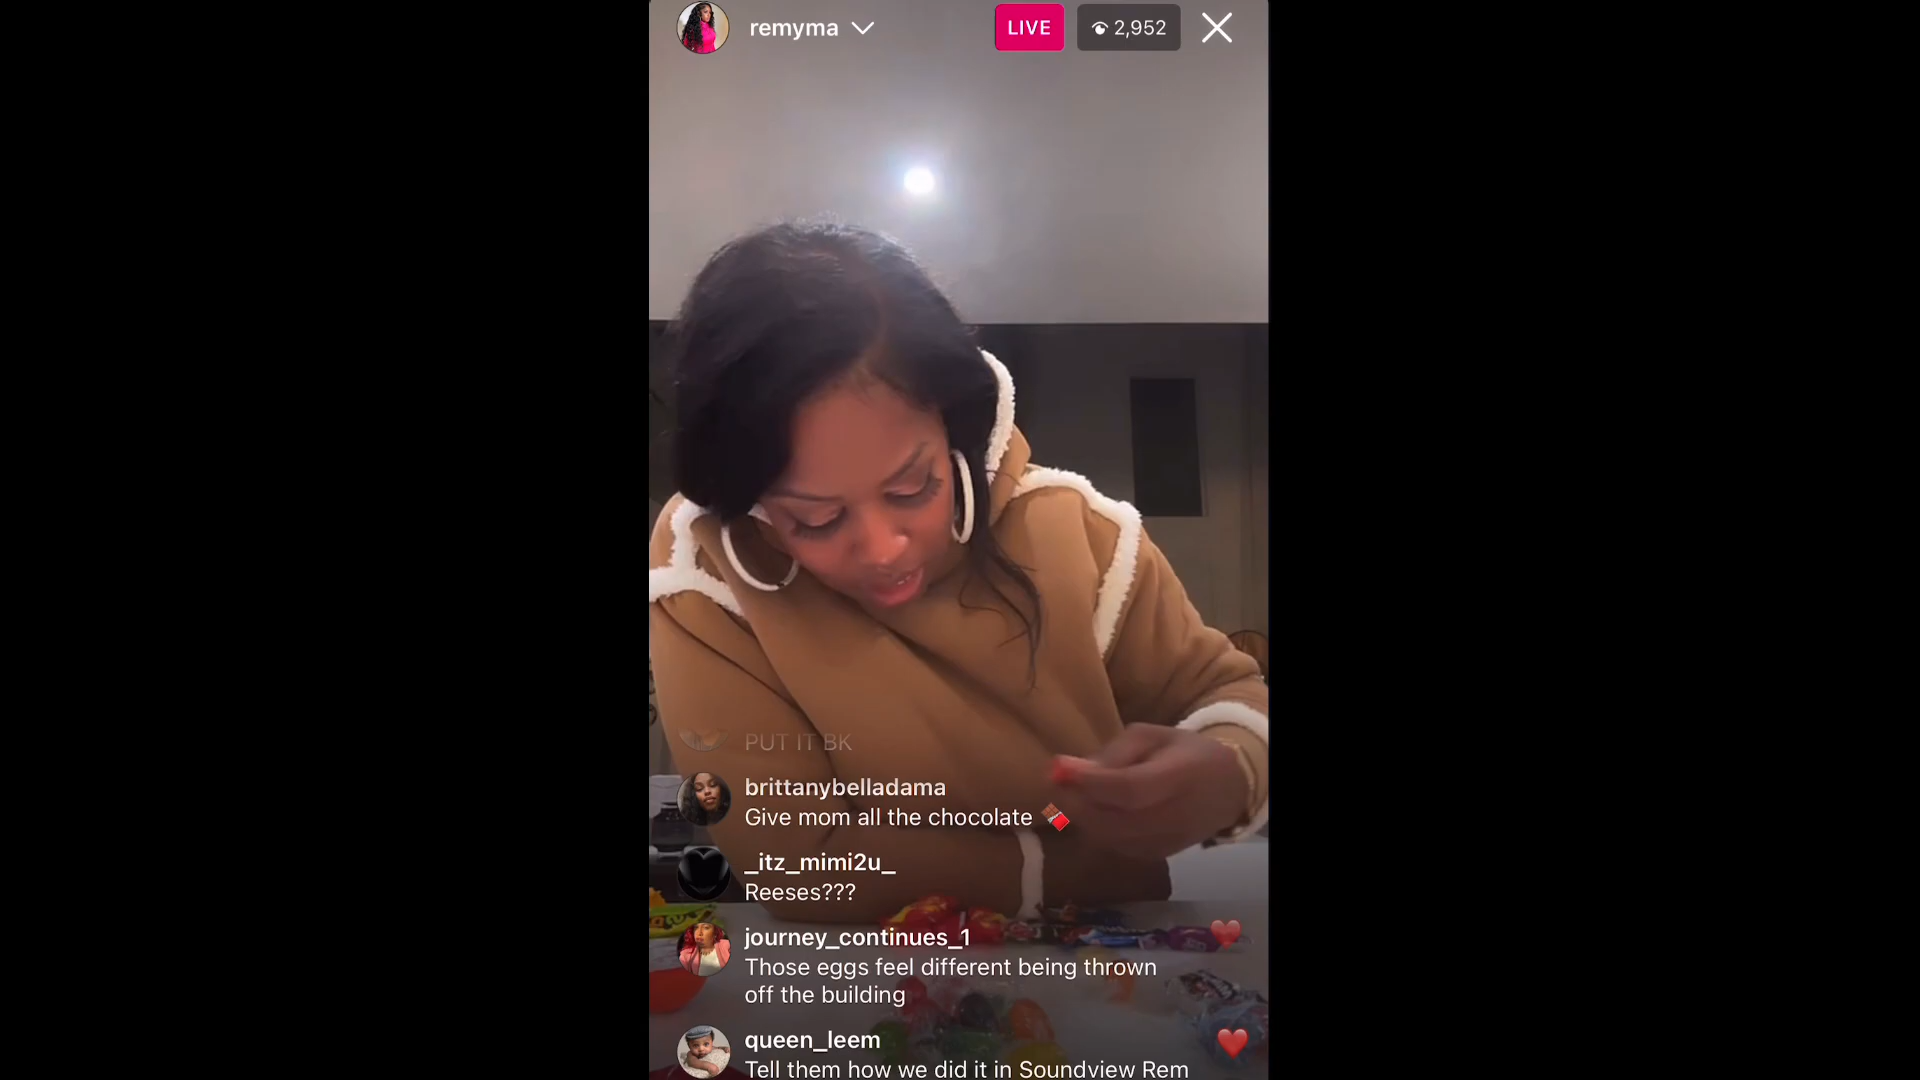 remyma
LIVE
2,952
PUT IT BK
brittanybelladama
Give mom all the chocolate 🍫
_itz_mimi2u_
Reeses???
journey_continues_1
Those eggs feel different being thrown
off the building
queen_leem
Tell them how we did it in Soundview Rem